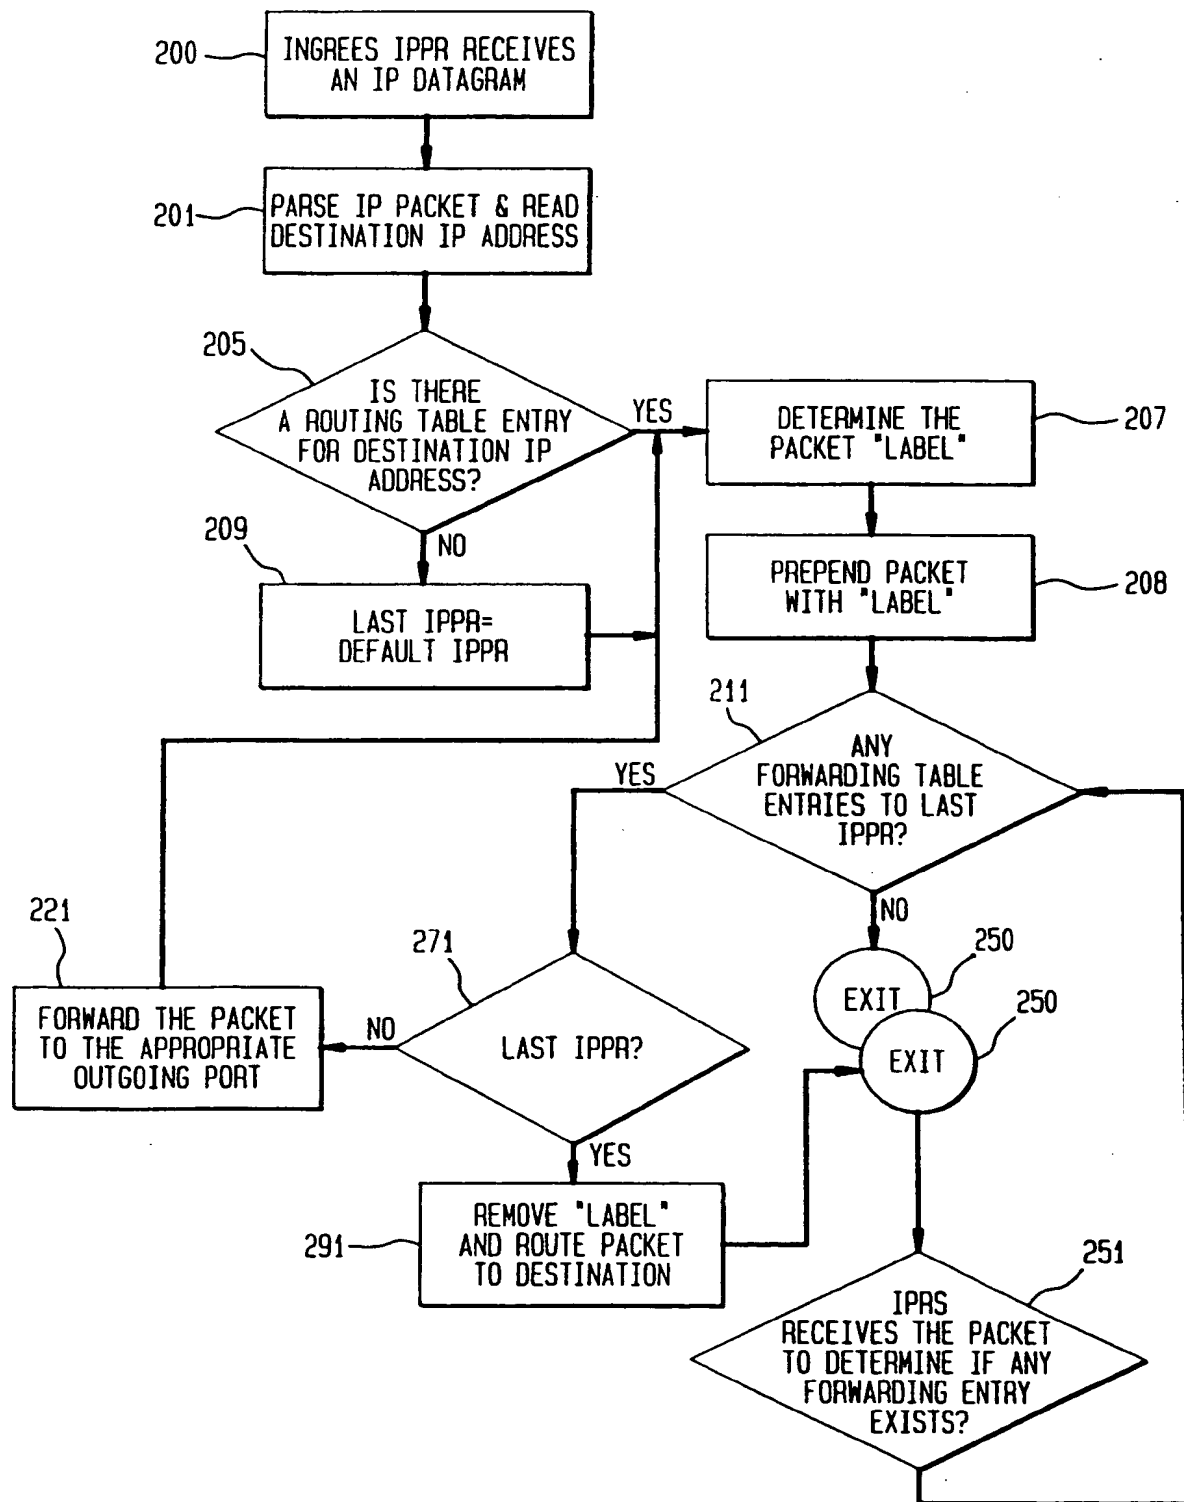 200
INGREES IPPR RECEIVES
AN IP DATAGRAM
201
PARSE IP PACKET & READ
DESTINATION IP ADDRESS
205
IS THERE
A ROUTING TABLE ENTRY
FOR DESTINATION IP
ADDRESS?
YES
DETERMINE THE
PACKET "LABEL"
207
NO
209
LAST IPPR=
DEFAULT IPPR
PREPEND PACKET
WITH "LABEL"
208
211
ANY
FORWARDING TABLE
ENTRIES TO LAST
IPPR?
YES
NO
221
FORWARD THE PACKET
TO THE APPROPRIATE
OUTGOING PORT
271
LAST IPPR?
NO
YES
250
EXIT
250
EXIT
291
REMOVE "LABEL"
AND ROUTE PACKET
TO DESTINATION
251
IPRS
RECEIVES THE PACKET
TO DETERMINE IF ANY
FORWARDING ENTRY
EXISTS?